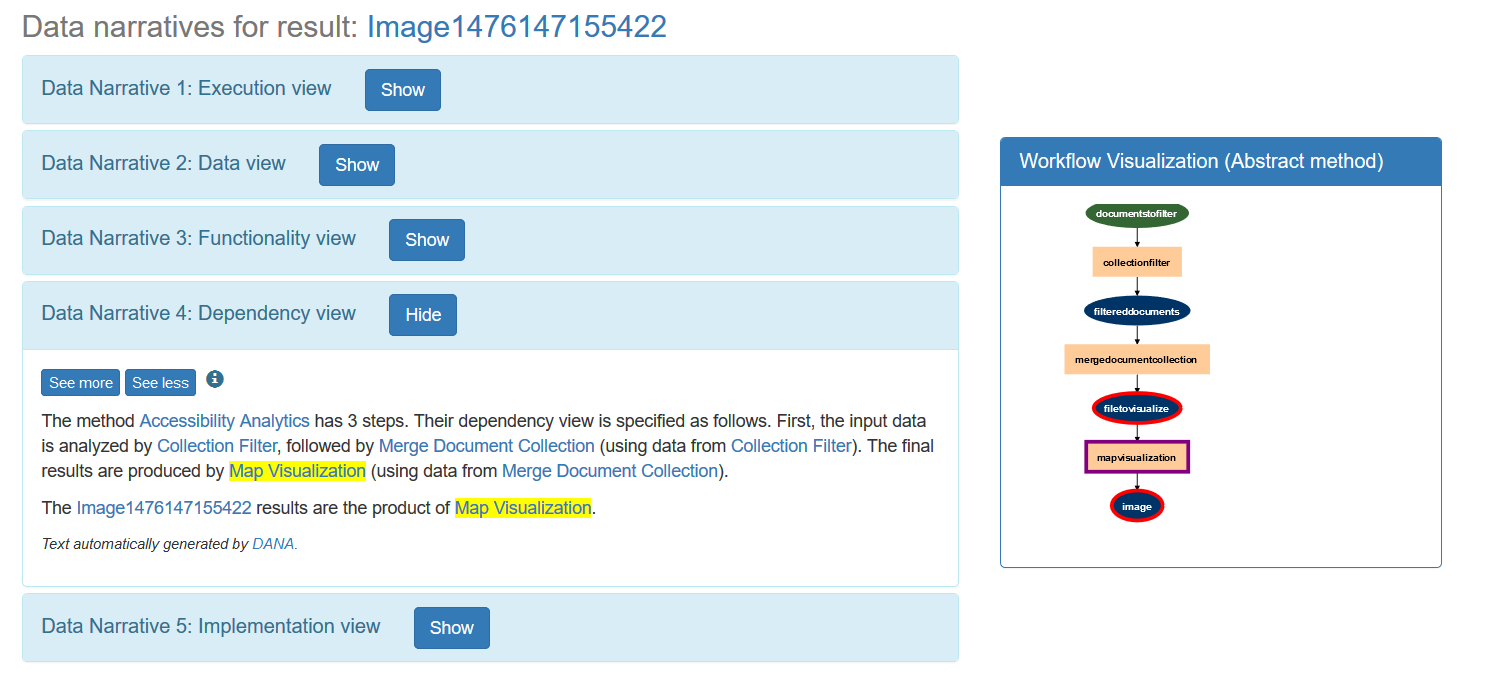 Data narratives for result: Image1476147155422
Data Narrative 1: Execution view Show
Data Narrative 2: Data view Show
Data Narrative 3: Functionality view Show
Data Narrative 4: Dependency view Hide
See more See less
The method Accessibility Analytics has 3 steps. Their dependency view is specified as follows. First, the input data
is analyzed by Collection Filter, followed by Merge Document Collection (using data from Collection Filter). The final
results are produced by Map Visualization (using data from Merge Document Collection).
The Image1476147155422 results are the product of Map Visualization.
Text automatically generated by DANA.
Data Narrative 5: Implementation view Show
Workflow Visualization (Abstract method)
documentstofilter
collectionfilter
filtereddocuments
mergedocumentcollection
filetovisualize
mapvisualization
image